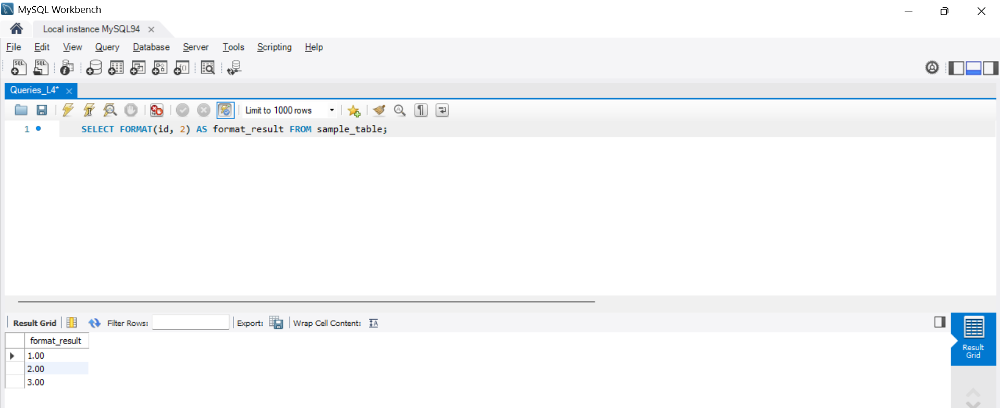 MySQL Workbench
Local instance MySQL94
File Edit View Query Database Server Tools Scripting Help
Queries_L4*
Limit to 1000 rows
1 SELECT FORMAT(id, 2) AS format_result FROM sample_table;
Result Grid Filter Rows: Export: Wrap Cell Content:
format_result
1.00
2.00
3.00
Result
Grid